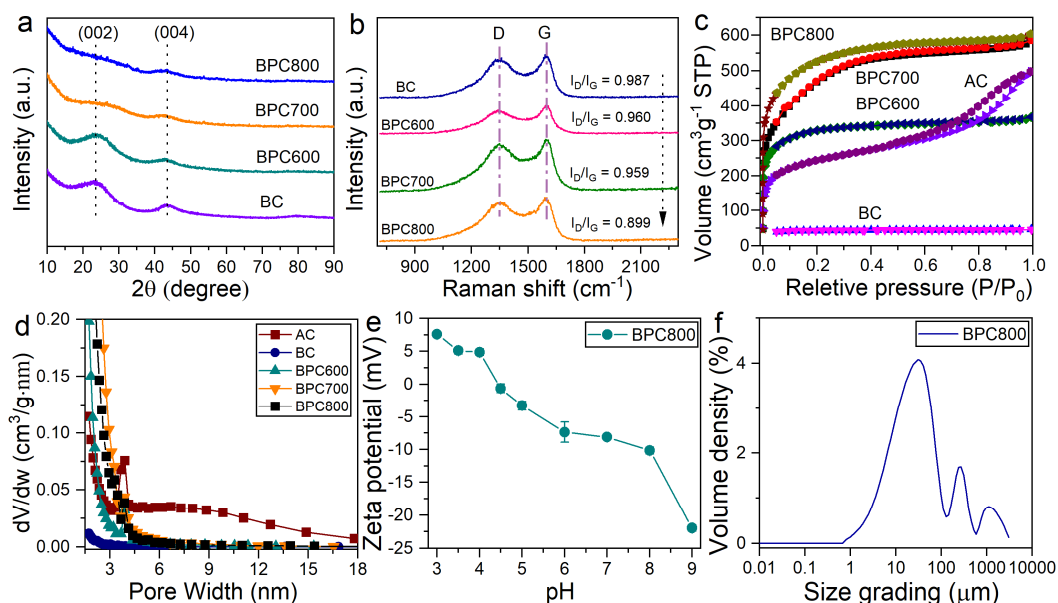 a
(002)
(004)
BPC800
BPC700
BPC600
BC
Intensity (a.u.)
10 20 30 40 50 60 70 80 90
2θ (degree)
b
D
G
BC
I_D/I_G = 0.987
BPC600
I_D/I_G = 0.960
BPC700
I_D/I_G = 0.959
BPC800
I_D/I_G = 0.899
Intensity (a.u.)
900 1200 1500 1800 2100
Raman shift (cm⁻¹)
c
BPC800
BPC700
AC
BPC600
BC
Volume (cm³g⁻¹ STP)
600
500
400
300
200
100
0
0.0 0.2 0.4 0.6 0.8 1.0
Reletive pressure (P/P₀)
d
AC
BC
BPC600
BPC700
BPC800
dV/dw (cm³/g·nm)
0.20
0.15
0.10
0.05
0.00
3 6 9 12 15 18
Pore Width (nm)
e
BPC800
Zeta potential (mV)
10
5
0
-5
-10
-15
-20
-25
3 4 5 6 7 8 9
pH
f
BPC800
Volume density (%)
4
2
0
0.01 0.1 1 10 100 1000 10000
Size grading (μm)